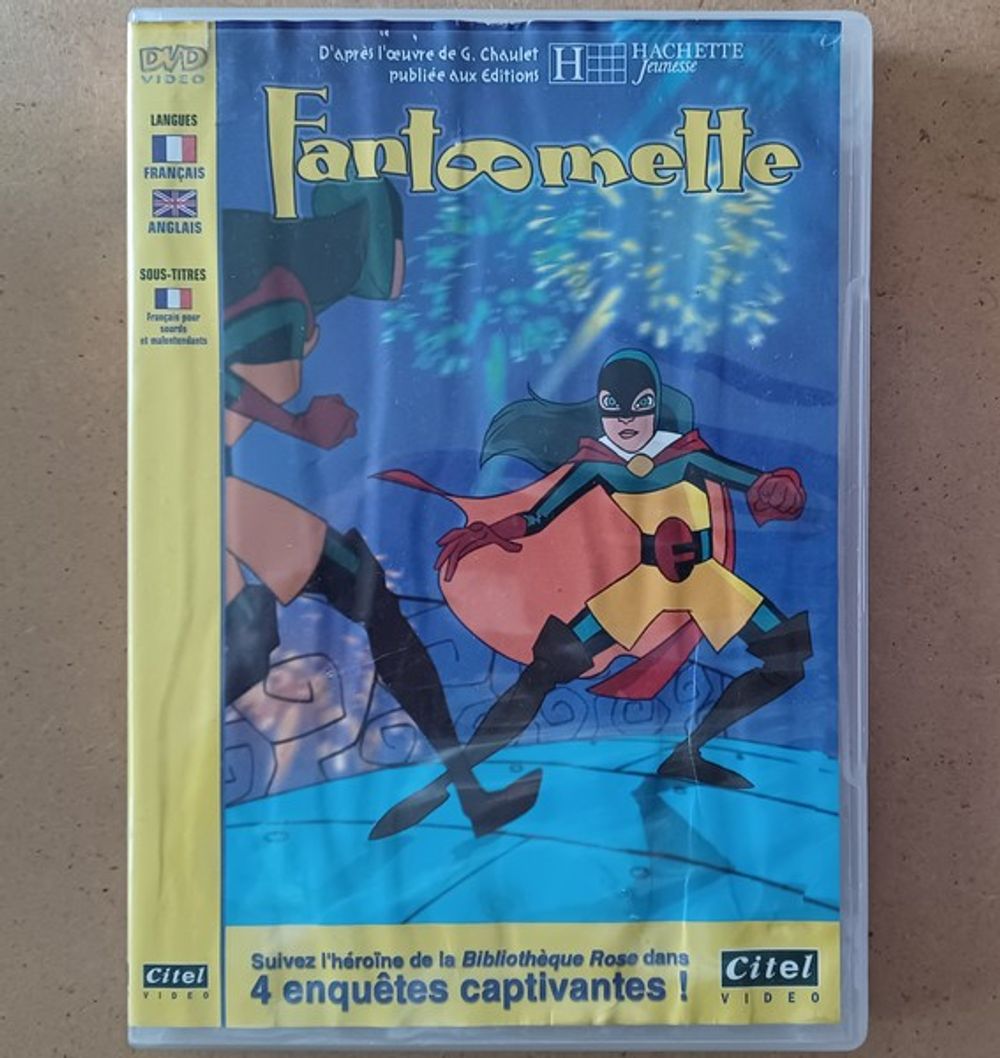 DVD
VIDEO
LANGUES
FRANÇAIS
ANGLAIS
SOUS-TITRES
Français pour
sourds
et malentendants
Citel
VIDEO
D'après l'œuvre de G. Chaulet
publiée aux Editions
H
HACHETTE
Jeunesse
Fantoomette
F
Suivez l'héroïne de la Bibliothèque Rose dans
4 enquêtes captivantes !
Citel
VIDEO